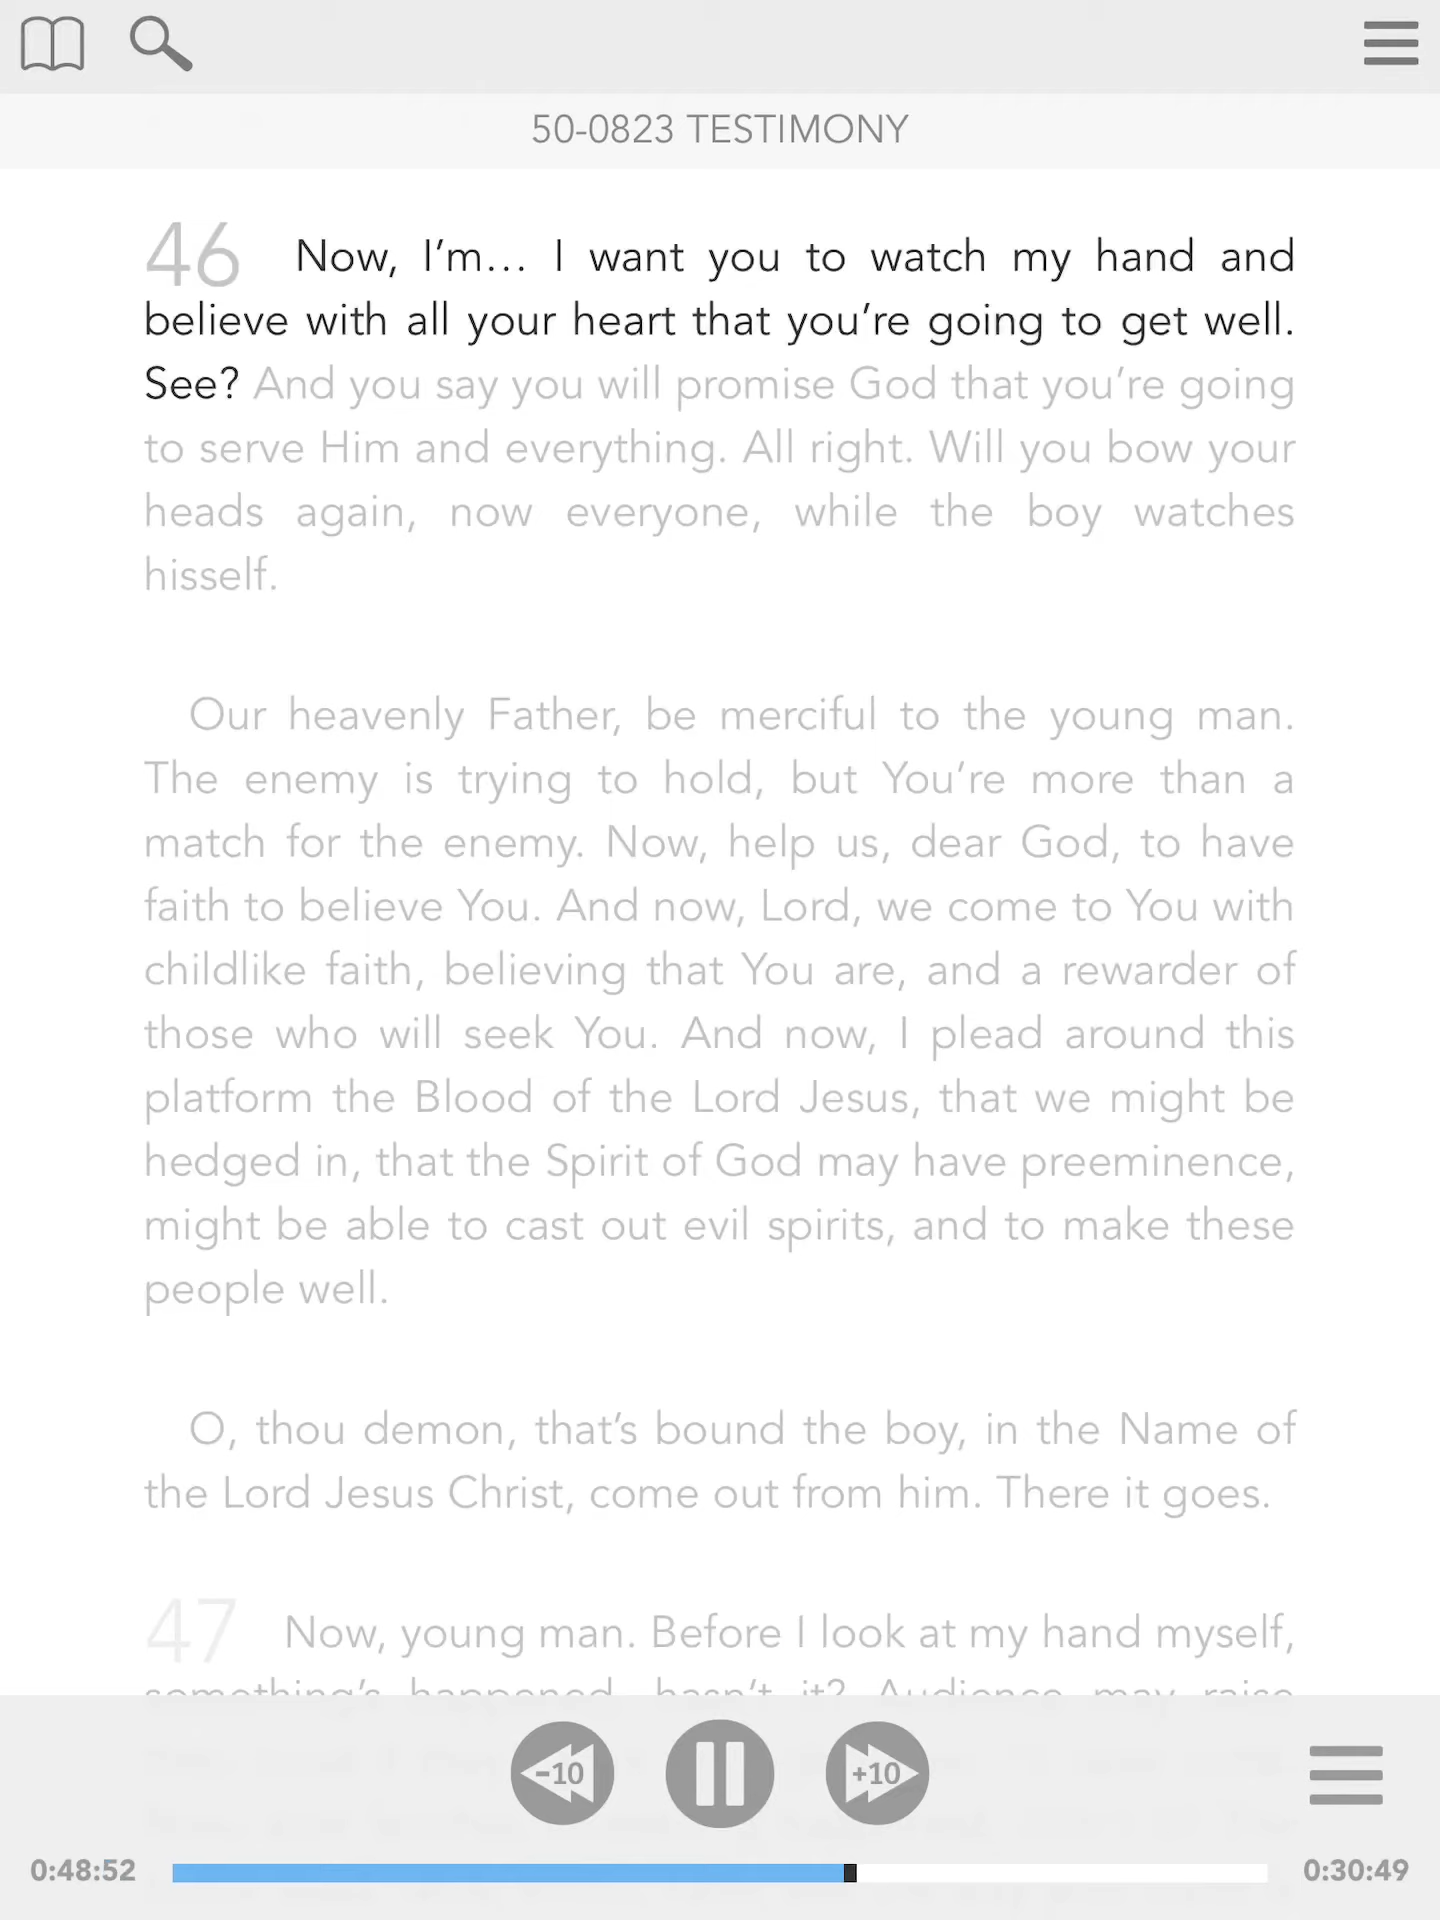 50-0823 TESTIMONY
46 Now, I'm... I want you to watch my hand and
believe with all your heart that you're going to get well.
See? And you say you will promise God that you're going
to serve Him and everything. All right. Will you bow your
heads again, now everyone, while the boy watches
hisself.
Our heavenly Father, be merciful to the young man.
The enemy is trying to hold, but You're more than a
match for the enemy. Now, help us, dear God, to have
faith to believe You. And now, Lord, we come to You with
childlike faith, believing that You are, and a rewarder of
those who will seek You. And now, I plead around this
platform the Blood of the Lord Jesus, that we might be
hedged in, that the Spirit of God may have preeminence,
might be able to cast out evil spirits, and to make these
people well.
O, thou demon, that's bound the boy, in the Name of
the Lord Jesus Christ, come out from him. There it goes.
47 Now, young man. Before I look at my hand myself,
something's happened, hasn't it? Audience may raise
-10 +10
0:48:52 0:30:49